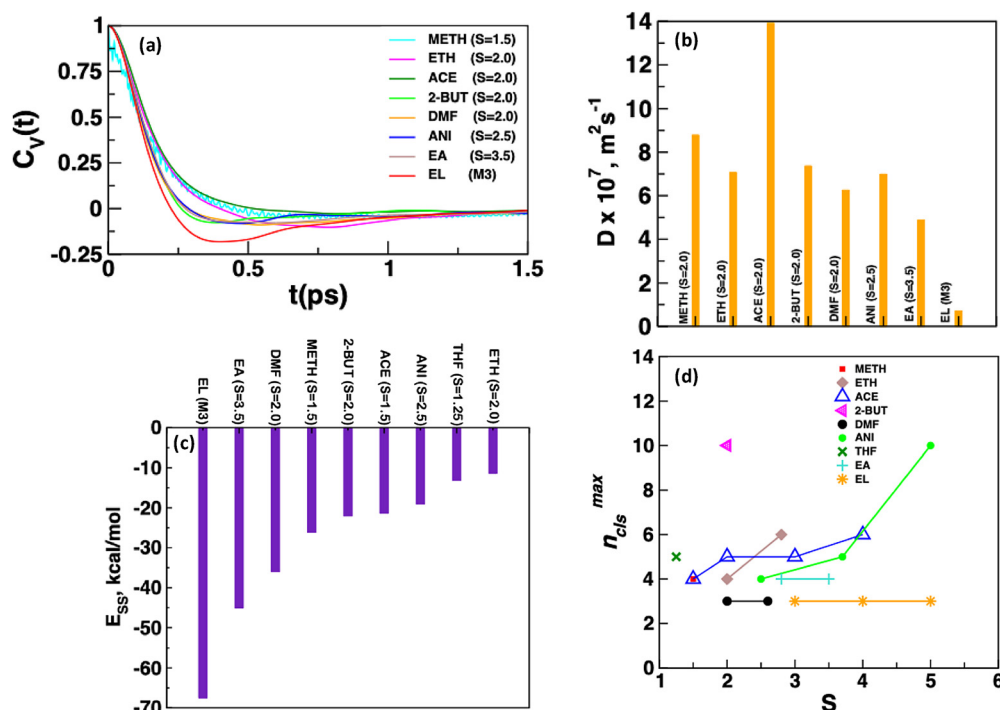 (a)
1
0.75
0.5
0.25
0
-0.25
C_V(t)
METH (S=1.5)
ETH (S=2.0)
ACE (S=2.0)
2-BUT (S=2.0)
DMF (S=2.0)
ANI (S=2.5)
EA (S=3.5)
EL (M3)
0 0.5 1 1.5
t(ps)
(b)
14
12
10
8
6
4
2
0
D x 10^7, m^2 s^-1
METH (S=2.0)
ETH (S=2.0)
ACE (S=2.0)
2-BUT (S=2.0)
DMF (S=2.0)
ANI (S=2.5)
EA (S=3.5)
EL (M3)
EL (M3)
EA (S=3.5)
DMF (S=2.0)
METH (S=1.5)
2-BUT (S=2.0)
ACE (S=1.5)
ANI (S=2.5)
THF (S=1.25)
ETH (S=2.0)
(c)
0
-10
-20
-30
-40
-50
-60
-70
E_SS, kcal/mol
(d)
14
12
10
8
6
4
2
0
n_cls^max
METH
ETH
ACE
2-BUT
DMF
ANI
THF
EA
EL
1 2 3 4 5 6
S